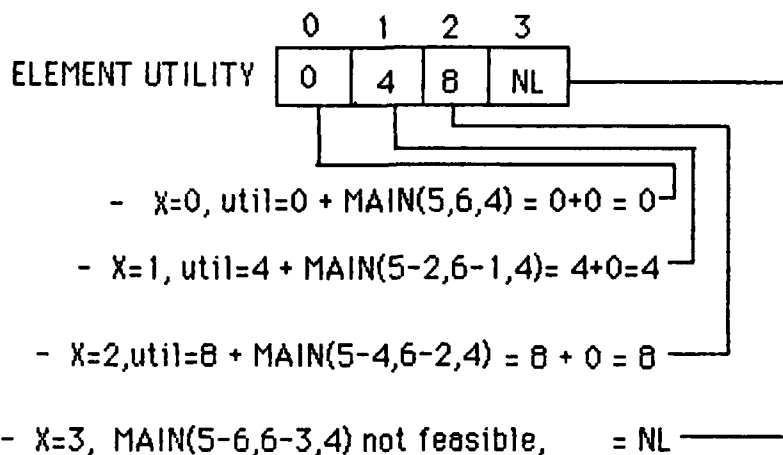 0 1 2 3
ELEMENT UTILITY 0 4 8 NL
- X=0, util=0 + MAIN(5,6,4) = 0+0 = 0
- X=1, util=4 + MAIN(5-2,6-1,4)= 4+0=4
- X=2,util=8 + MAIN(5-4,6-2,4) = 8 + 0 = 8
- X=3, MAIN(5-6,6-3,4) not feasible, = NL